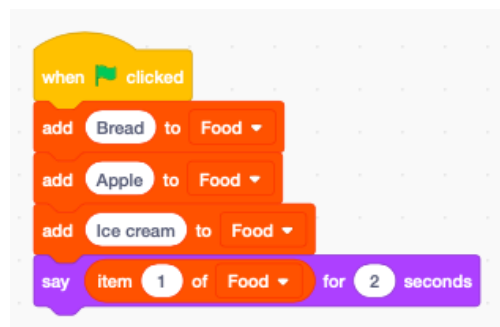 when clicked
add Bread to Food
add Apple to Food
add Ice cream to Food
say item 1 of Food for 2 seconds